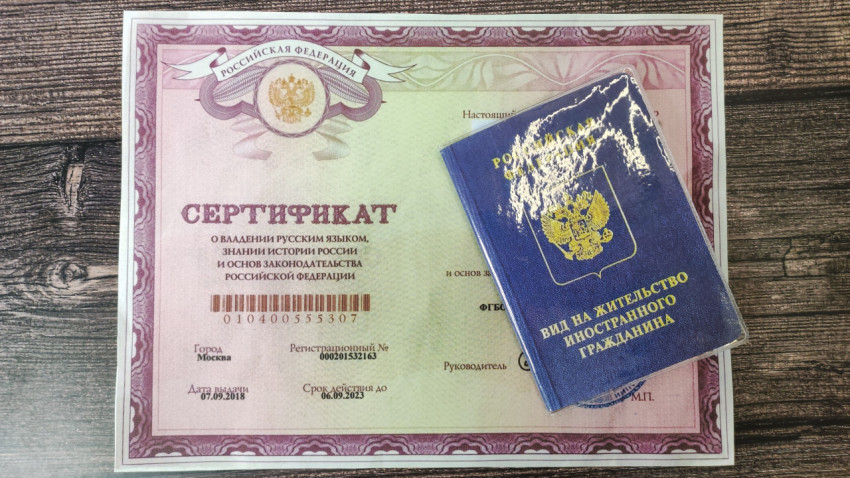 РОССИЙСКАЯ ФЕДЕРАЦИЯ
СЕРТИФИКАТ
О ВЛАДЕНИИ РУССКИМ ЯЗЫКОМ,
ЗНАНИИ ИСТОРИИ РОССИИ
И ОСНОВ ЗАКОНОДАТЕЛЬСТВА
РОССИЙСКОЙ ФЕДЕРАЦИИ
010400555307
Город
Москва
Регистрационный №
000201532163
Дата выдачи
07.09.2018
Срок действия до
06.09.2023
и основ
Руководитель
М.П.
РОССИЙСКАЯ
ВИД НА ЖИТЕЛЬСТВО
ИНОСТРАННОГО
ГРАЖДАНИНА